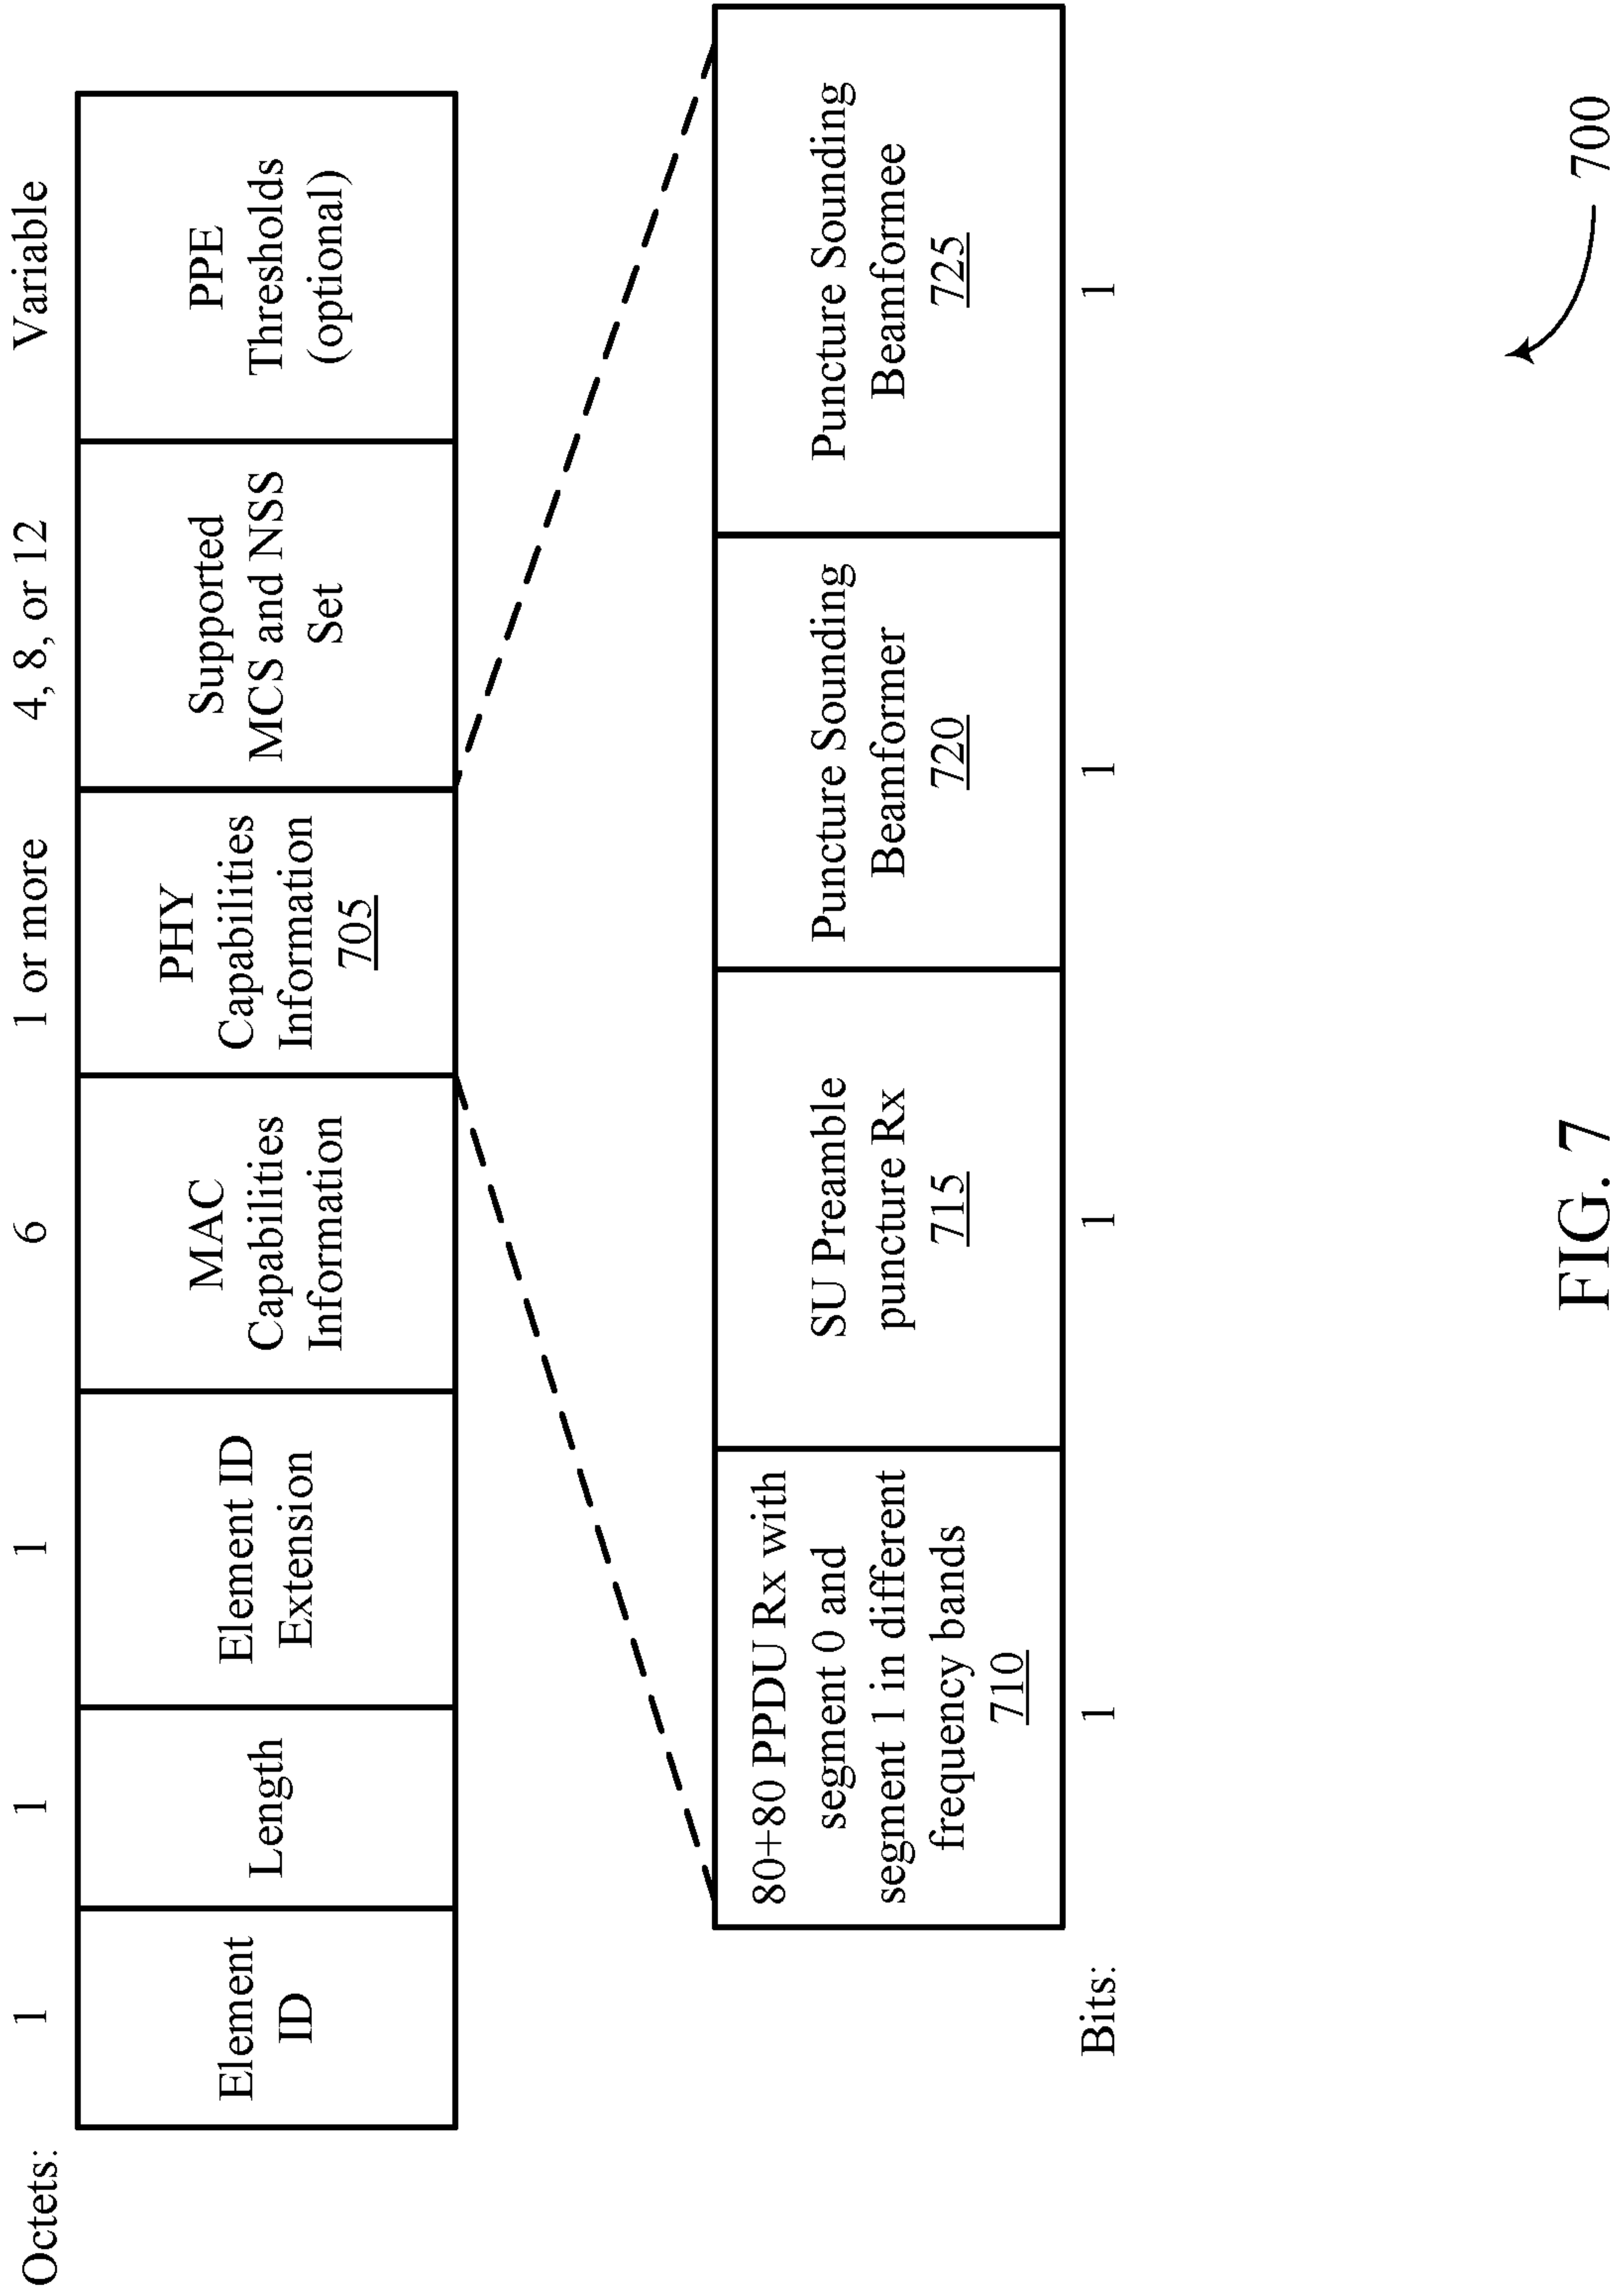 Octets:
1
1
1
6
1 or more
4, 8, or 12
Variable
Element
ID
Length
Element ID
Extension
MAC
Capabilities
Information
PHY
Capabilities
Information
705
Supported
MCS and NSS
Set
PPE
Thresholds
(optional)
80+80 PPDU Rx with
segment 0 and
segment 1 in different
frequency bands
710
SU Preamble
puncture Rx
715
Puncture Sounding
Beamformer
720
Puncture Sounding
Beamformee
725
Bits:
1
1
1
1
700
FIG. 7